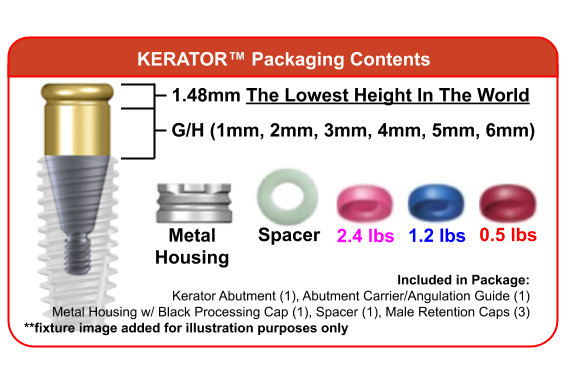 KERATOR™ Packaging Contents
1.48mm The Lowest Height In The World
G/H (1mm, 2mm, 3mm, 4mm, 5mm, 6mm)
Metal
Housing
Spacer
2.4 lbs
1.2 lbs
0.5 lbs
Included in Package:
Kerator Abutment (1), Abutment Carrier/Angulation Guide (1)
Metal Housing w/ Black Processing Cap (1), Spacer (1), Male Retention Caps (3)
**fixture image added for illustration purposes only